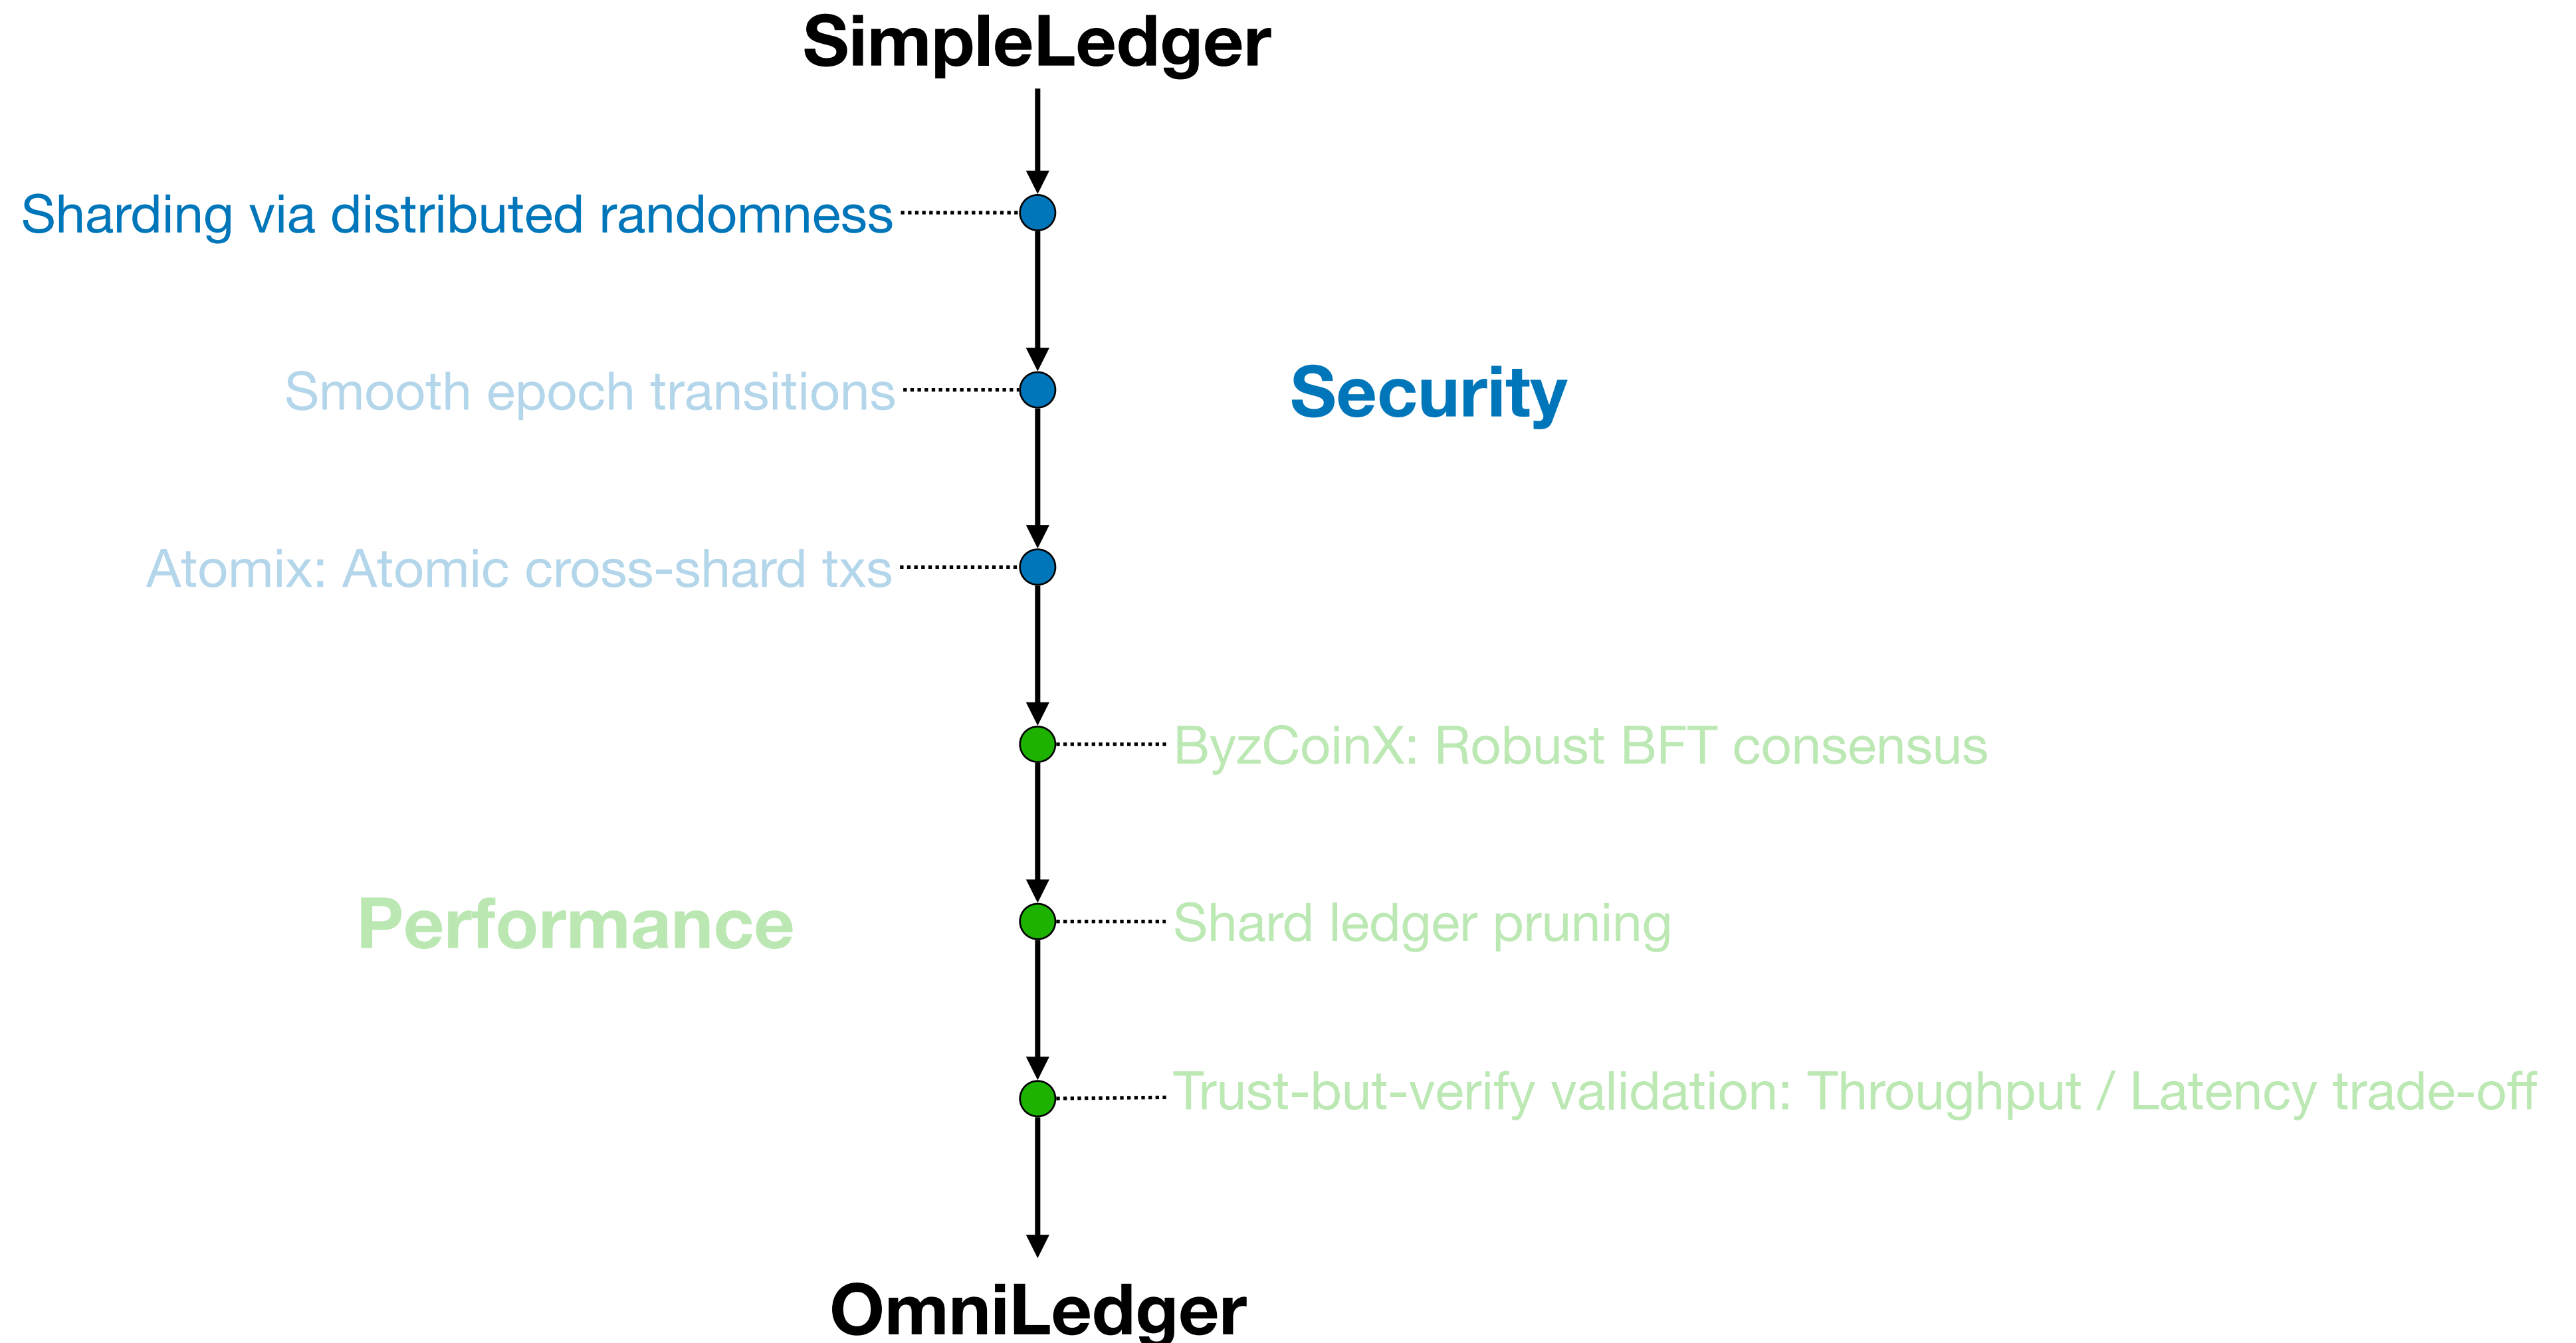 SimpleLedger
Sharding via distributed randomness
Smooth epoch transitions
Security
Atomix: Atomic cross-shard txs
ByzCoinX: Robust BFT consensus
Performance
Shard ledger pruning
Trust-but-verify validation: Throughput / Latency trade-off
OmniLedger